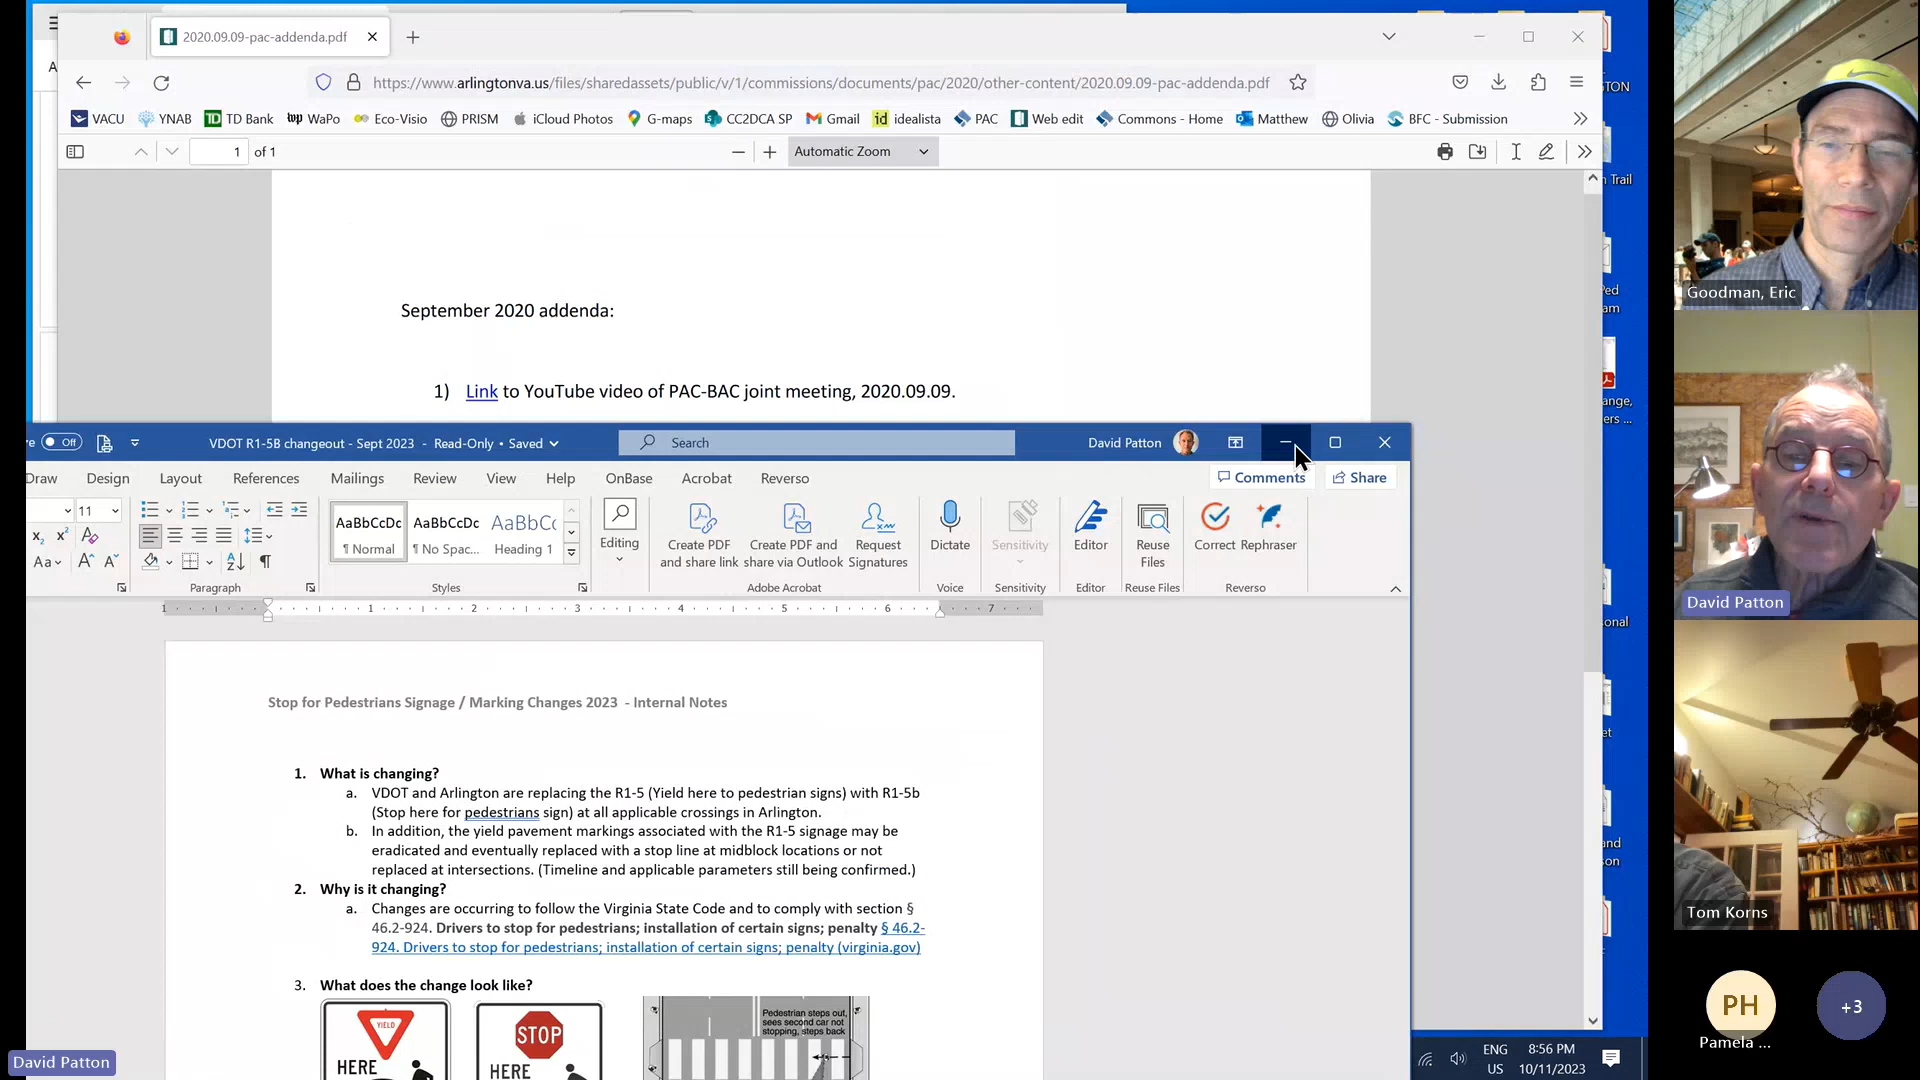 2020.09.09-pac-addenda.pdf
A
https://www.arlingtonva.us/files/sharedassets/public/v/1/commissions/documents/pac/2020/other-content/2020.09.09-pac-addenda.pdf
VACU YNAB TD Bank WaPo Eco-Visio PRISM iCloud Photos G-maps CC2DCA SP Gmail idealista PAC Web edit Commons - Home Matthew Olivia BFC - Submission
1 of 1 Automatic Zoom
September 2020 addenda:
1) Link to YouTube video of PAC-BAC joint meeting, 2020.09.09.
Off VDOT R1-5B changeout - Sept 2023 - Read-Only • Saved Search David Patton
Draw Design Layout References Mailings Review View Help OnBase Acrobat Reverso Comments Share
11
AaBbCcDc AaBbCcDc AaBbCc
¶ Normal ¶ No Spac... Heading 1
Editing
Create PDF and share link
Create PDF and share via Outlook
Request Signatures
Dictate
Sensitivity
Editor
Reuse Files
Correct Rephraser
Paragraph Styles Adobe Acrobat Voice Sensitivity Editor Reuse Files Reverso
1 1 2 3 4 5 6 7
Stop for Pedestrians Signage / Marking Changes 2023 - Internal Notes
1. What is changing?
a. VDOT and Arlington are replacing the R1-5 (Yield here to pedestrian signs) with R1-5b
(Stop here for pedestrians sign) at all applicable crossings in Arlington.
b. In addition, the yield pavement markings associated with the R1-5 signage may be
eradicated and eventually replaced with a stop line at midblock locations or not
replaced at intersections. (Timeline and applicable parameters still being confirmed.)
2. Why is it changing?
a. Changes are occurring to follow the Virginia State Code and to comply with section §
46.2-924. Drivers to stop for pedestrians; installation of certain signs; penalty § 46.2-
924. Drivers to stop for pedestrians; installation of certain signs; penalty (virginia.gov)
3. What does the change look like?
YIELD
HERE
STOP
HERE
Pedestrian steps out,
sees second car not
stopping, steps back
Trail
Goodman, Eric
David Patton
Tom Korns
PH
Pamela ...
+3
David Patton
ENG
US
8:56 PM
10/11/2023